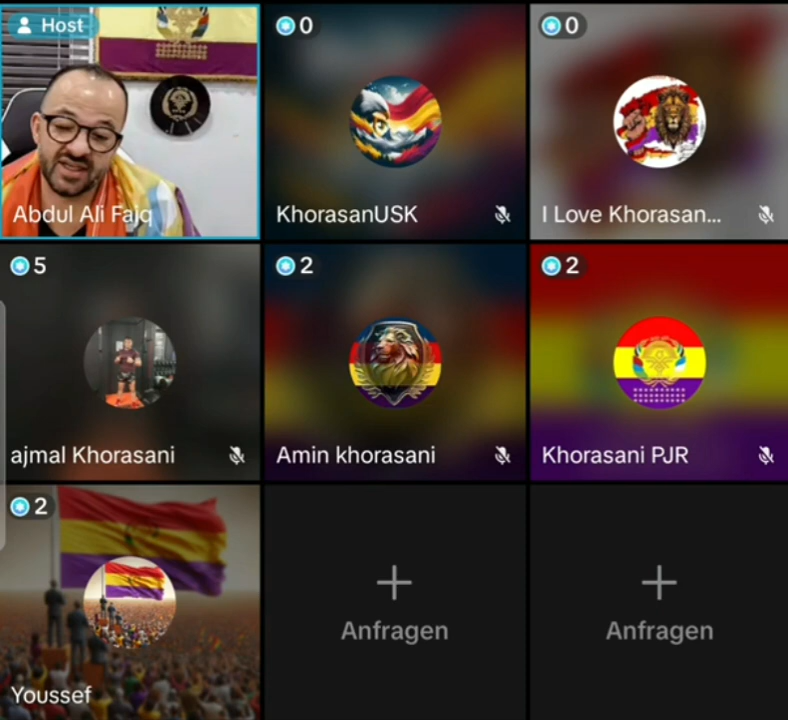 Host
0
0
Abdul Ali Faiq
KhorasanUSK
I Love Khorasan...
5
2
2
ajmal Khorasani
Amin khorasani
Khorasani PJR
2
Anfragen
Anfragen
Youssef